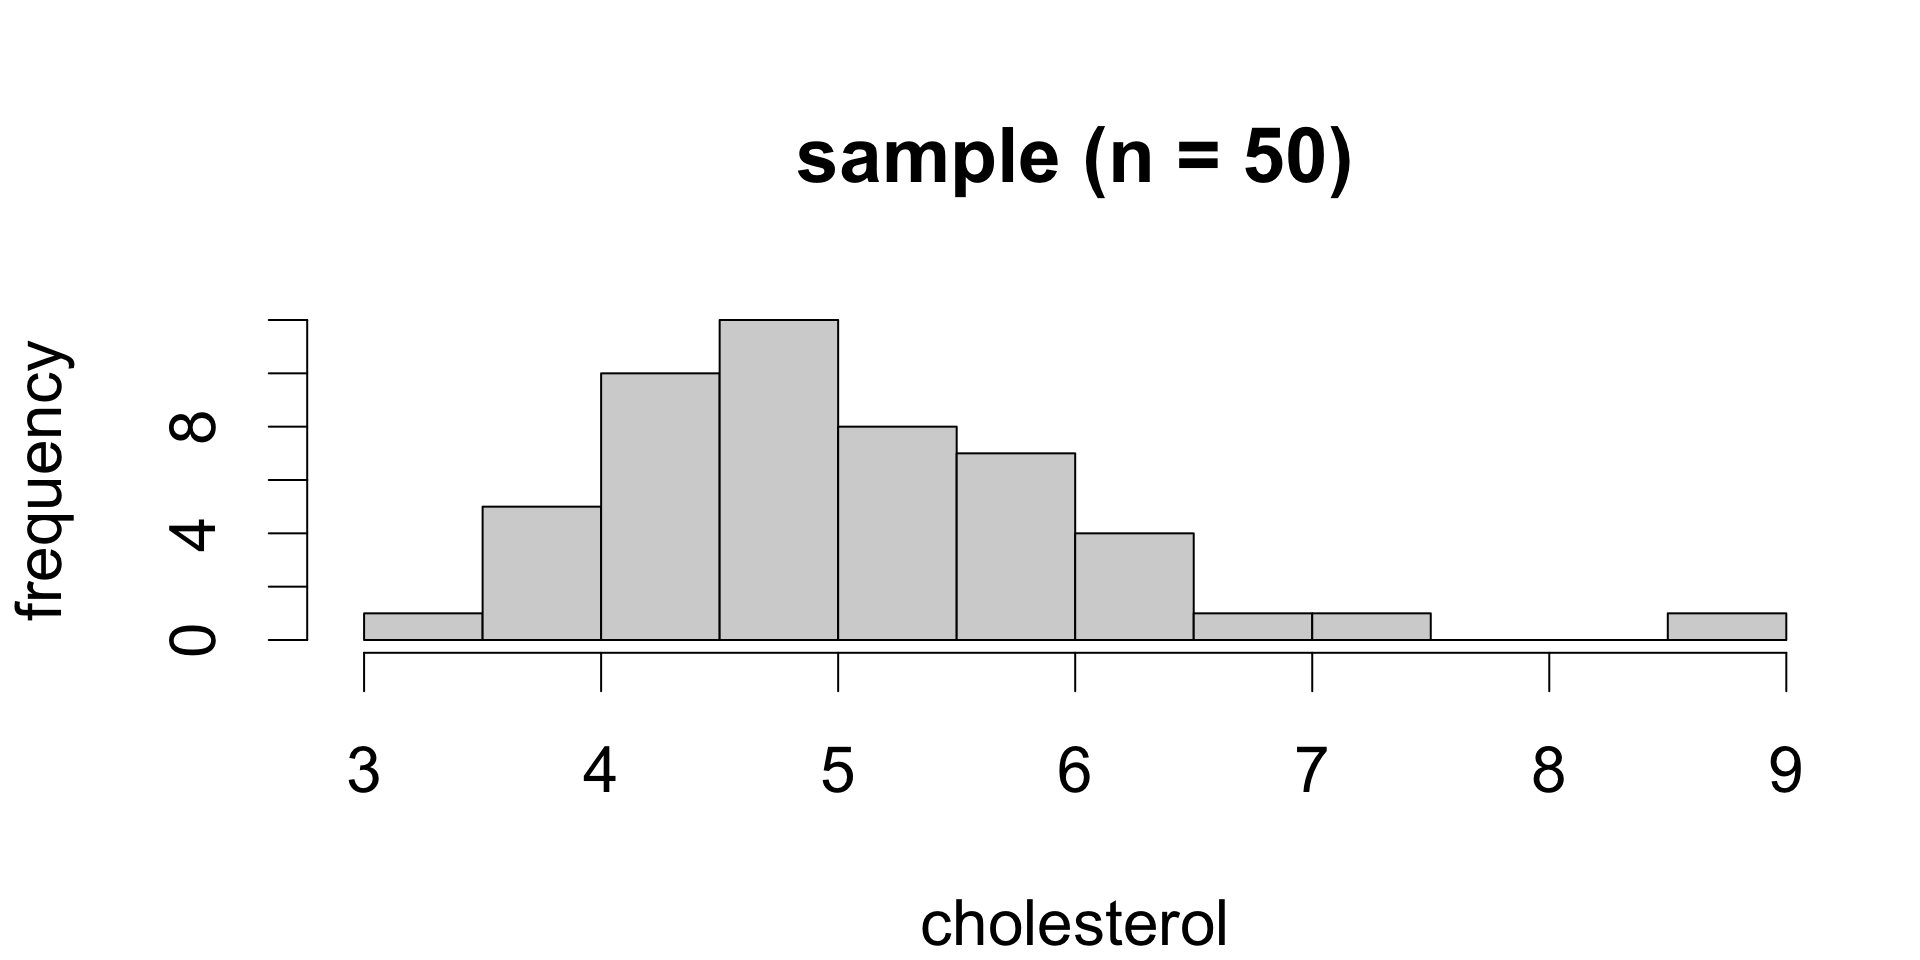 sample (n = 50)
frequency
8
4
0
3 4 5 6 7 8 9
cholesterol